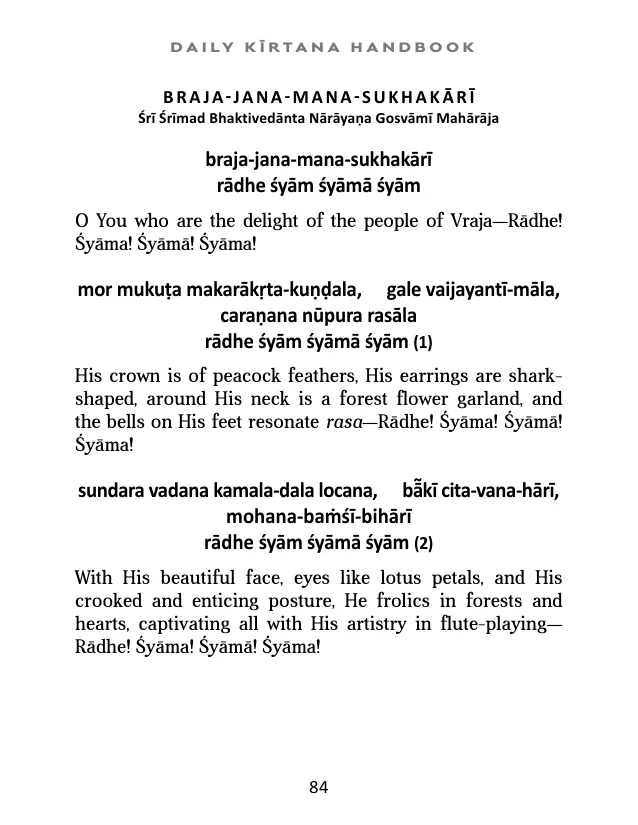 DAILY KĪRTANA HANDBOOK
BRAJA-JANA-MANA-SUKHAKĀRĪ
Śrī Śrīmad Bhaktivedānta Nārāyaṇa Gosvāmī Mahārāja
braja-jana-mana-sukhakārī
rādhe śyām śyāmā śyām
O You who are the delight of the people of Vraja—Rādhe!
Śyāma! Śyāmā! Śyāma!
mor mukuṭa makarākṛta-kuṇḍala, gale vaijayantī-māla,
caraṇana nūpura rasāla
rādhe śyām śyāmā śyām (1)
His crown is of peacock feathers, His earrings are shark-
shaped, around His neck is a forest flower garland, and
the bells on His feet resonate rasa—Rādhe! Śyāma! Śyāmā!
Śyāma!
sundara vadana kamala-dala locana, bā̃kī cita-vana-hārī,
mohana-baṁśī-bihārī
rādhe śyām śyāmā śyām (2)
With His beautiful face, eyes like lotus petals, and His
crooked and enticing posture, He frolics in forests and
hearts, captivating all with His artistry in flute-playing—
Rādhe! Śyāma! Śyāmā! Śyāma!
84